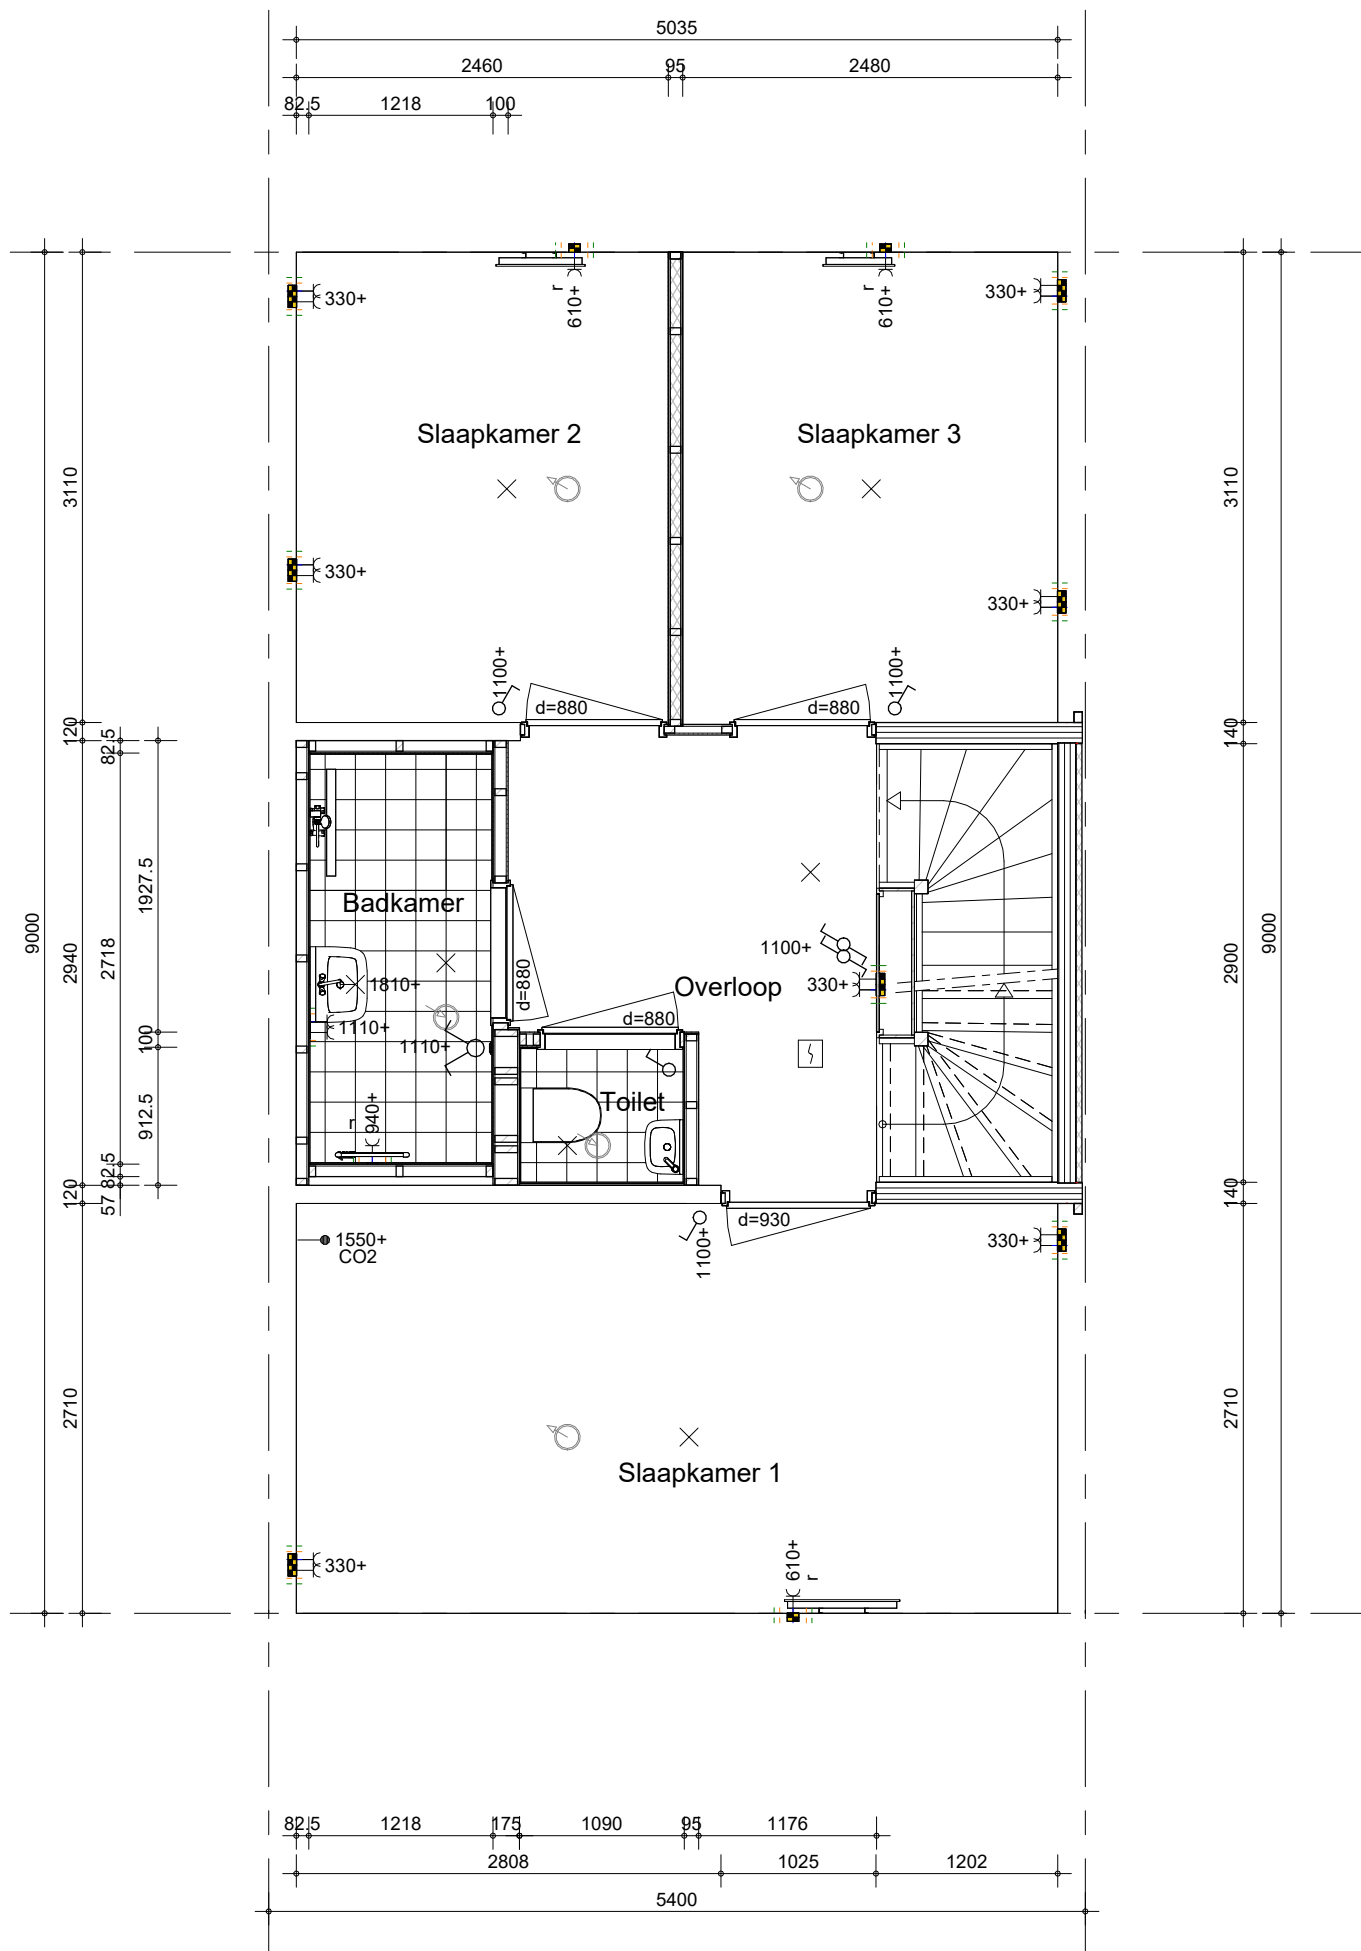 5035
2460 95 2480
82.5 1218 100
610+
r
610+
r
330+
330+
Slaapkamer 2
Slaapkamer 3
3110
3110
330+
330+
1100+
1100+
d=880
d=880
120
82.5
140
9000
2940
2718
1927.5
Badkamer
1810+
1110+
1110+
d=880
d=880
Overloop
1100+
330+
2900
9000
100
912.5
r
940+
Toilet
82.5
57
120
140
d=930
1100+
1550+
CO2
330+
2710
2710
Slaapkamer 1
330+
610+
r
82.5 1218 175 1090 95 1176
2808 1025 1202
5400